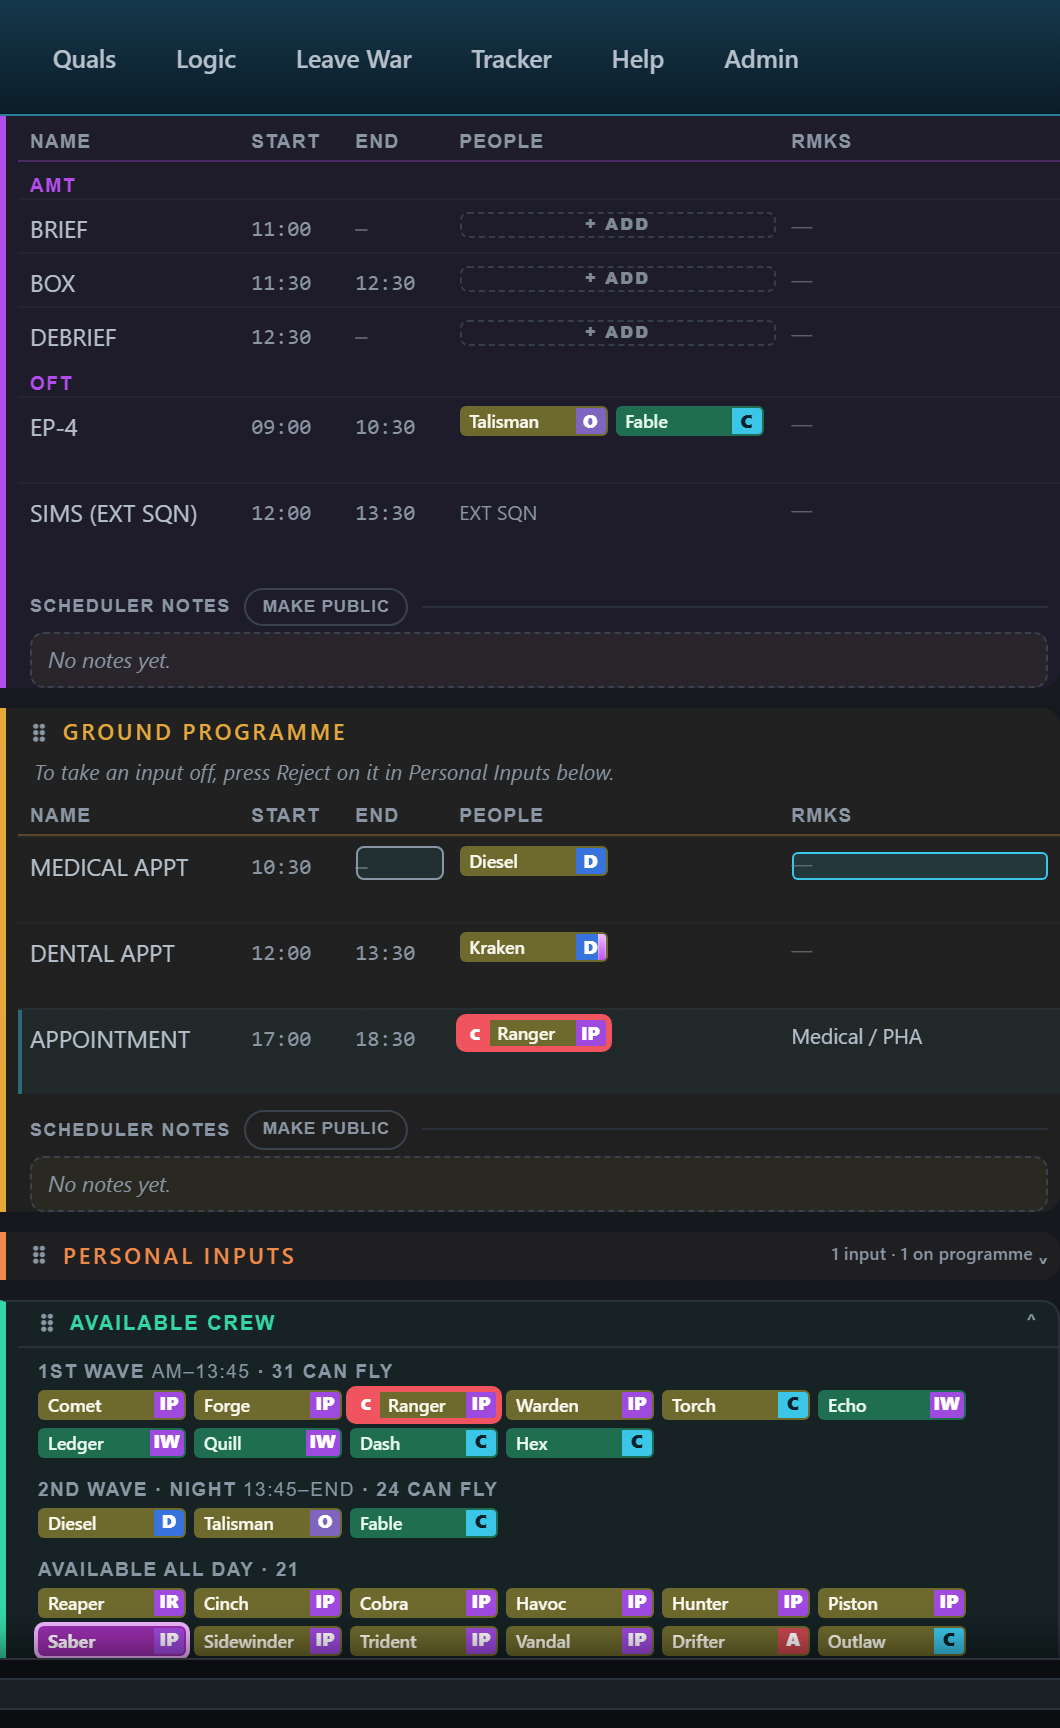 Quals Logic Leave War Tracker Help Admin
NAME START END PEOPLE RMKS
AMT
BRIEF 11:00 — + ADD —
BOX 11:30 12:30 + ADD —
DEBRIEF 12:30 — + ADD —
OFT
EP-4 09:00 10:30 Talisman O Fable C —
SIMS (EXT SQN) 12:00 13:30 EXT SQN —
SCHEDULER NOTES MAKE PUBLIC
No notes yet.
GROUND PROGRAMME
To take an input off, press Reject on it in Personal Inputs below.
NAME START END PEOPLE RMKS
MEDICAL APPT 10:30 — Diesel D —
DENTAL APPT 12:00 13:30 Kraken D —
APPOINTMENT 17:00 18:30 C Ranger IP Medical / PHA
SCHEDULER NOTES MAKE PUBLIC
No notes yet.
PERSONAL INPUTS 1 input · 1 on programme
AVAILABLE CREW
1ST WAVE AM–13:45 · 31 CAN FLY
Comet IP Forge IP C Ranger IP Warden IP Torch C Echo IW
Ledger IW Quill IW Dash C Hex C
2ND WAVE · NIGHT 13:45–END · 24 CAN FLY
Diesel D Talisman O Fable C
AVAILABLE ALL DAY · 21
Reaper IR Cinch IP Cobra IP Havoc IP Hunter IP Piston IP
Saber IP Sidewinder IP Trident IP Vandal IP Drifter A Outlaw C